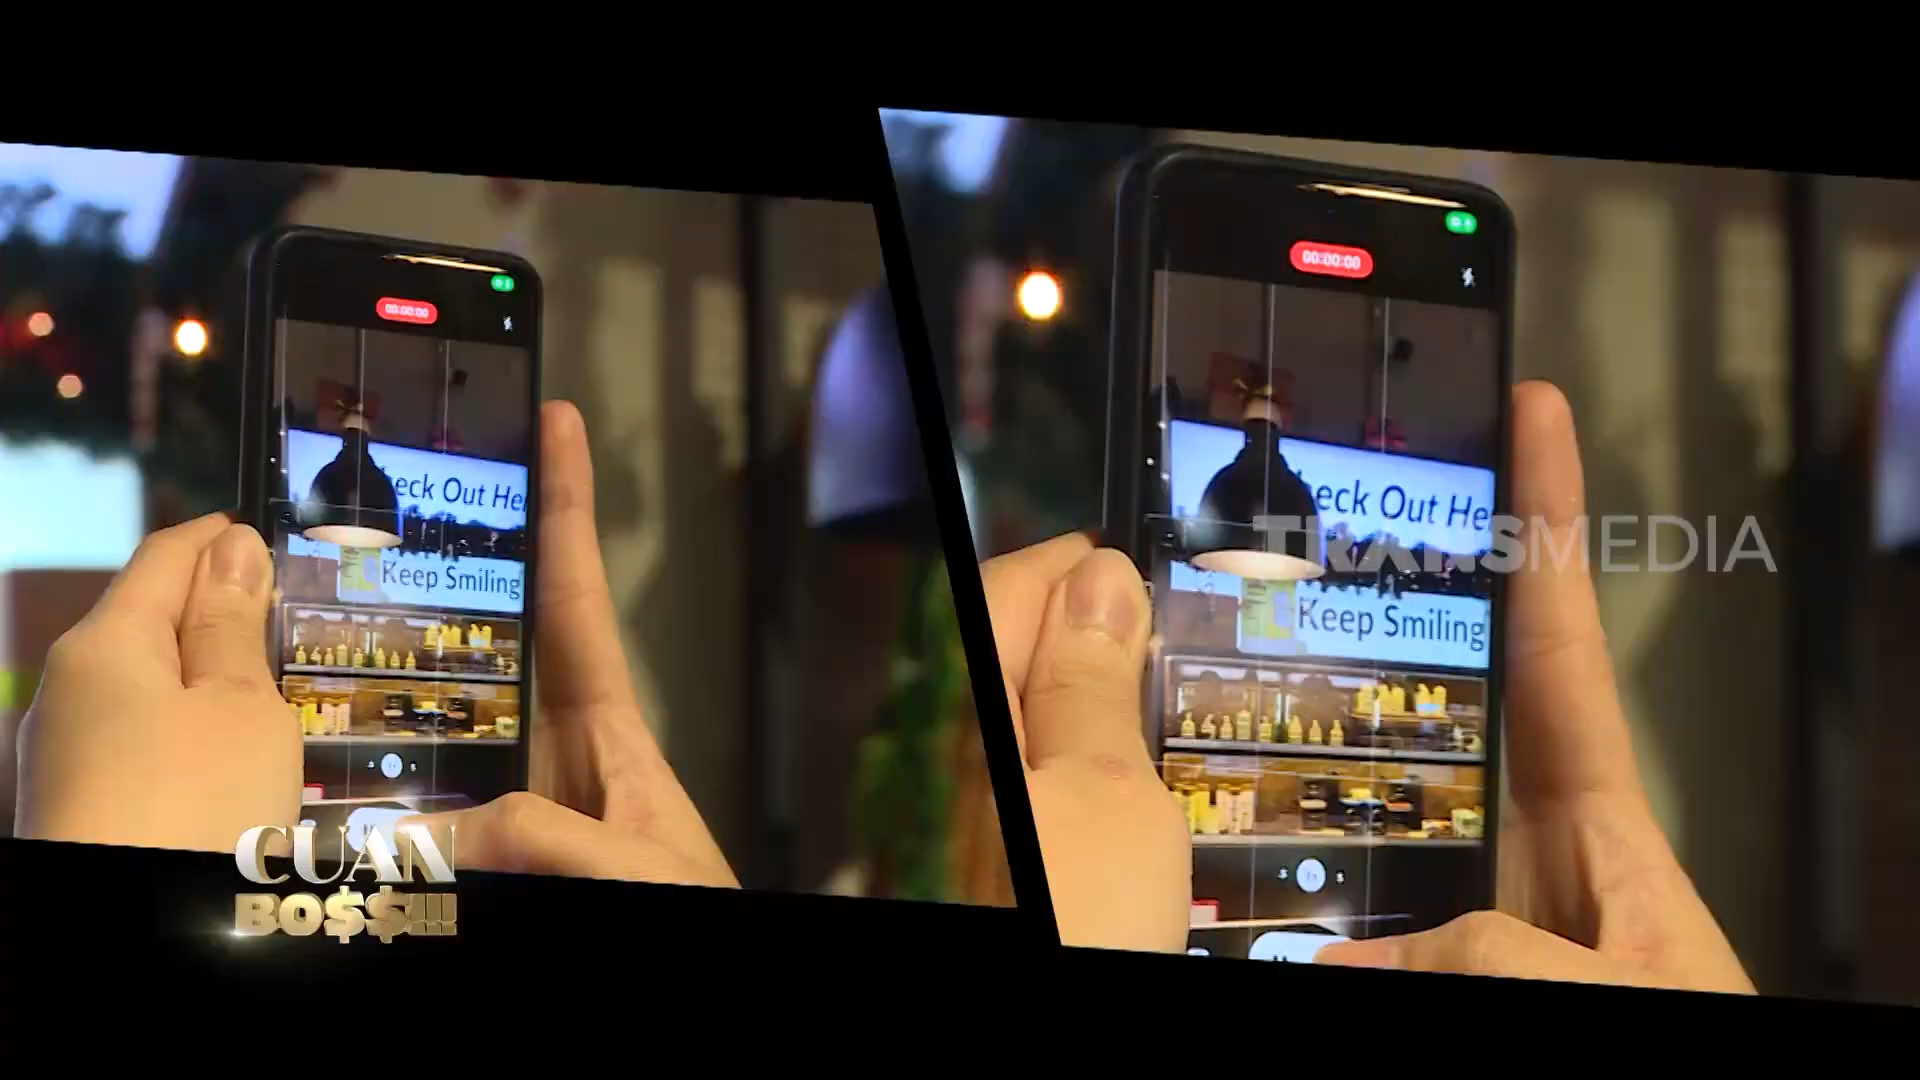 00:00:00
eck Out He
Keep Smiling
CUAN
BO$$!!!
00:00:00
eck Out He
TRANSMEDIA
Keep Smiling